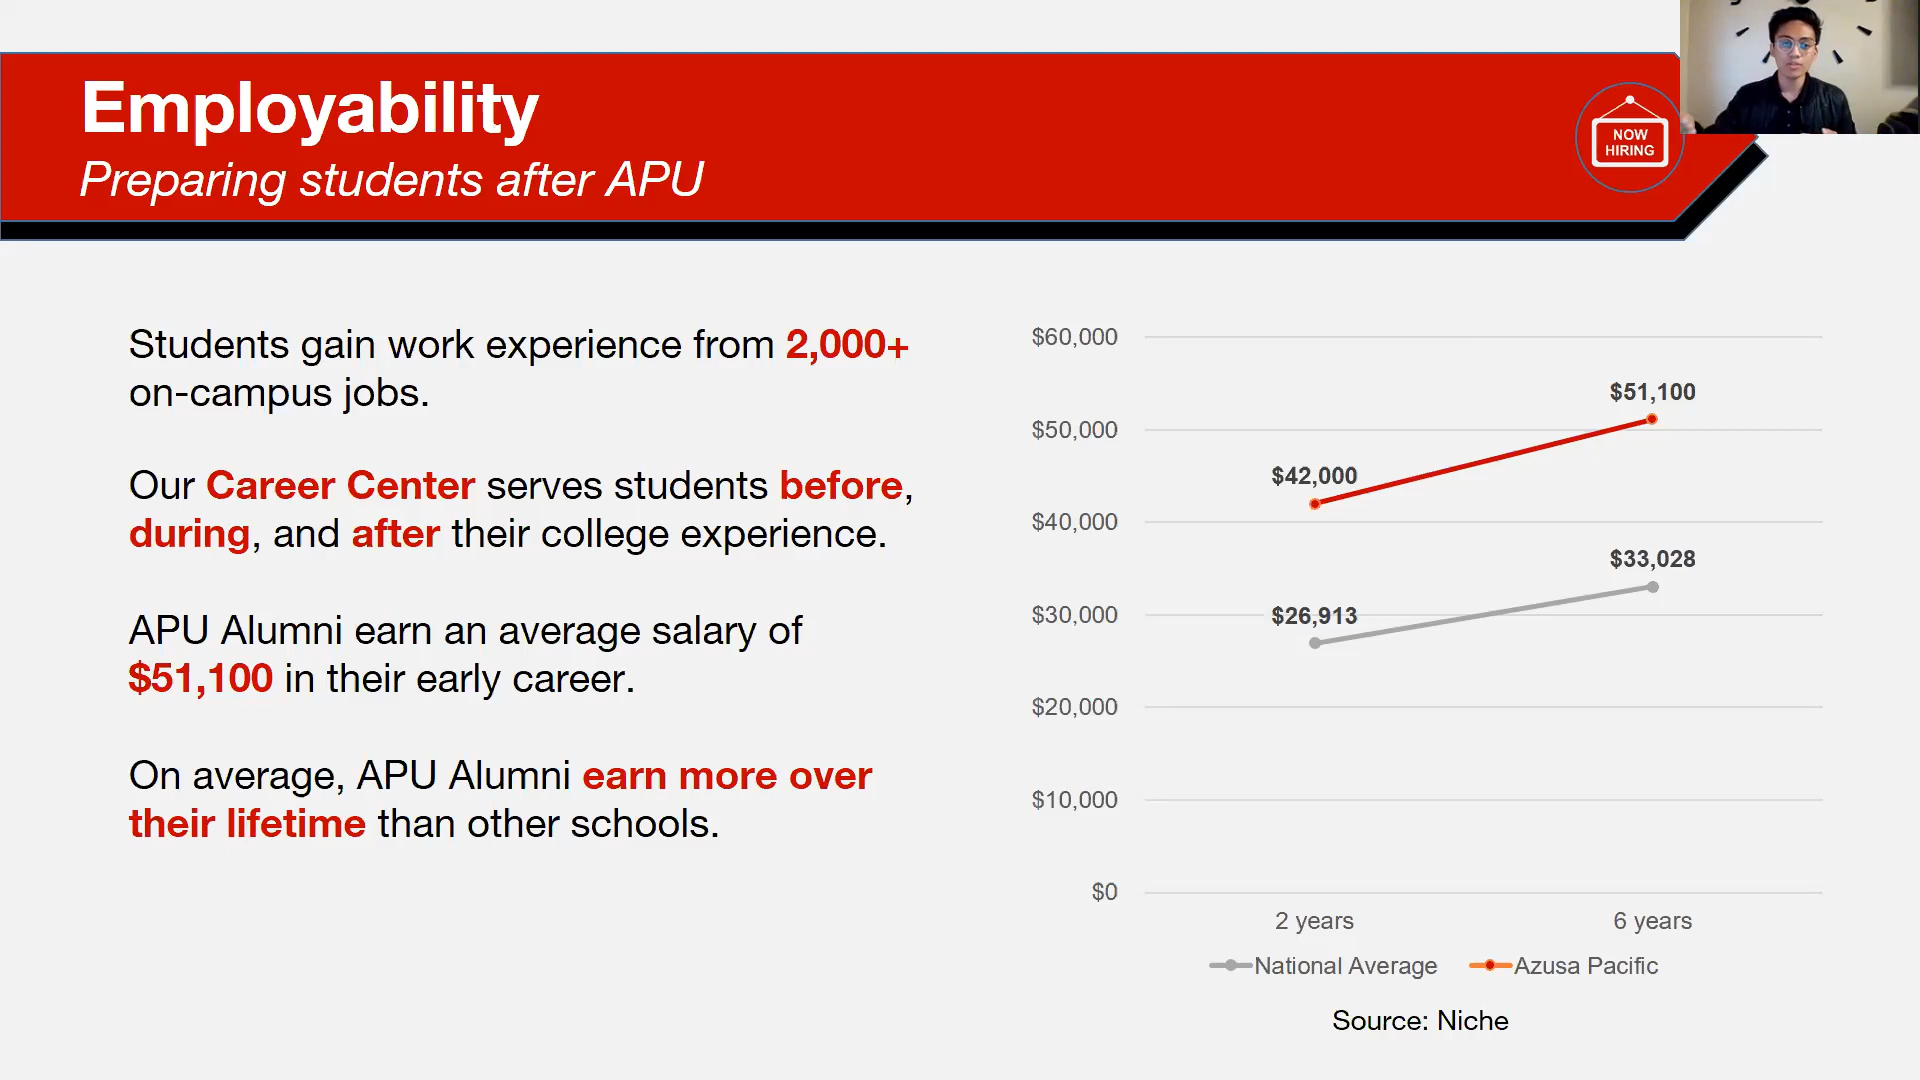 Employability
Preparing students after APU
NOW
HIRING
Students gain work experience from 2,000+
on-campus jobs.
Our Career Center serves students before,
during, and after their college experience.
APU Alumni earn an average salary of
$51,100 in their early career.
On average, APU Alumni earn more over
their lifetime than other schools.
$60,000
$50,000
$40,000
$30,000
$20,000
$10,000
$0
$51,100
$42,000
$33,028
$26,913
2 years
6 years
National Average
Azusa Pacific
Source: Niche